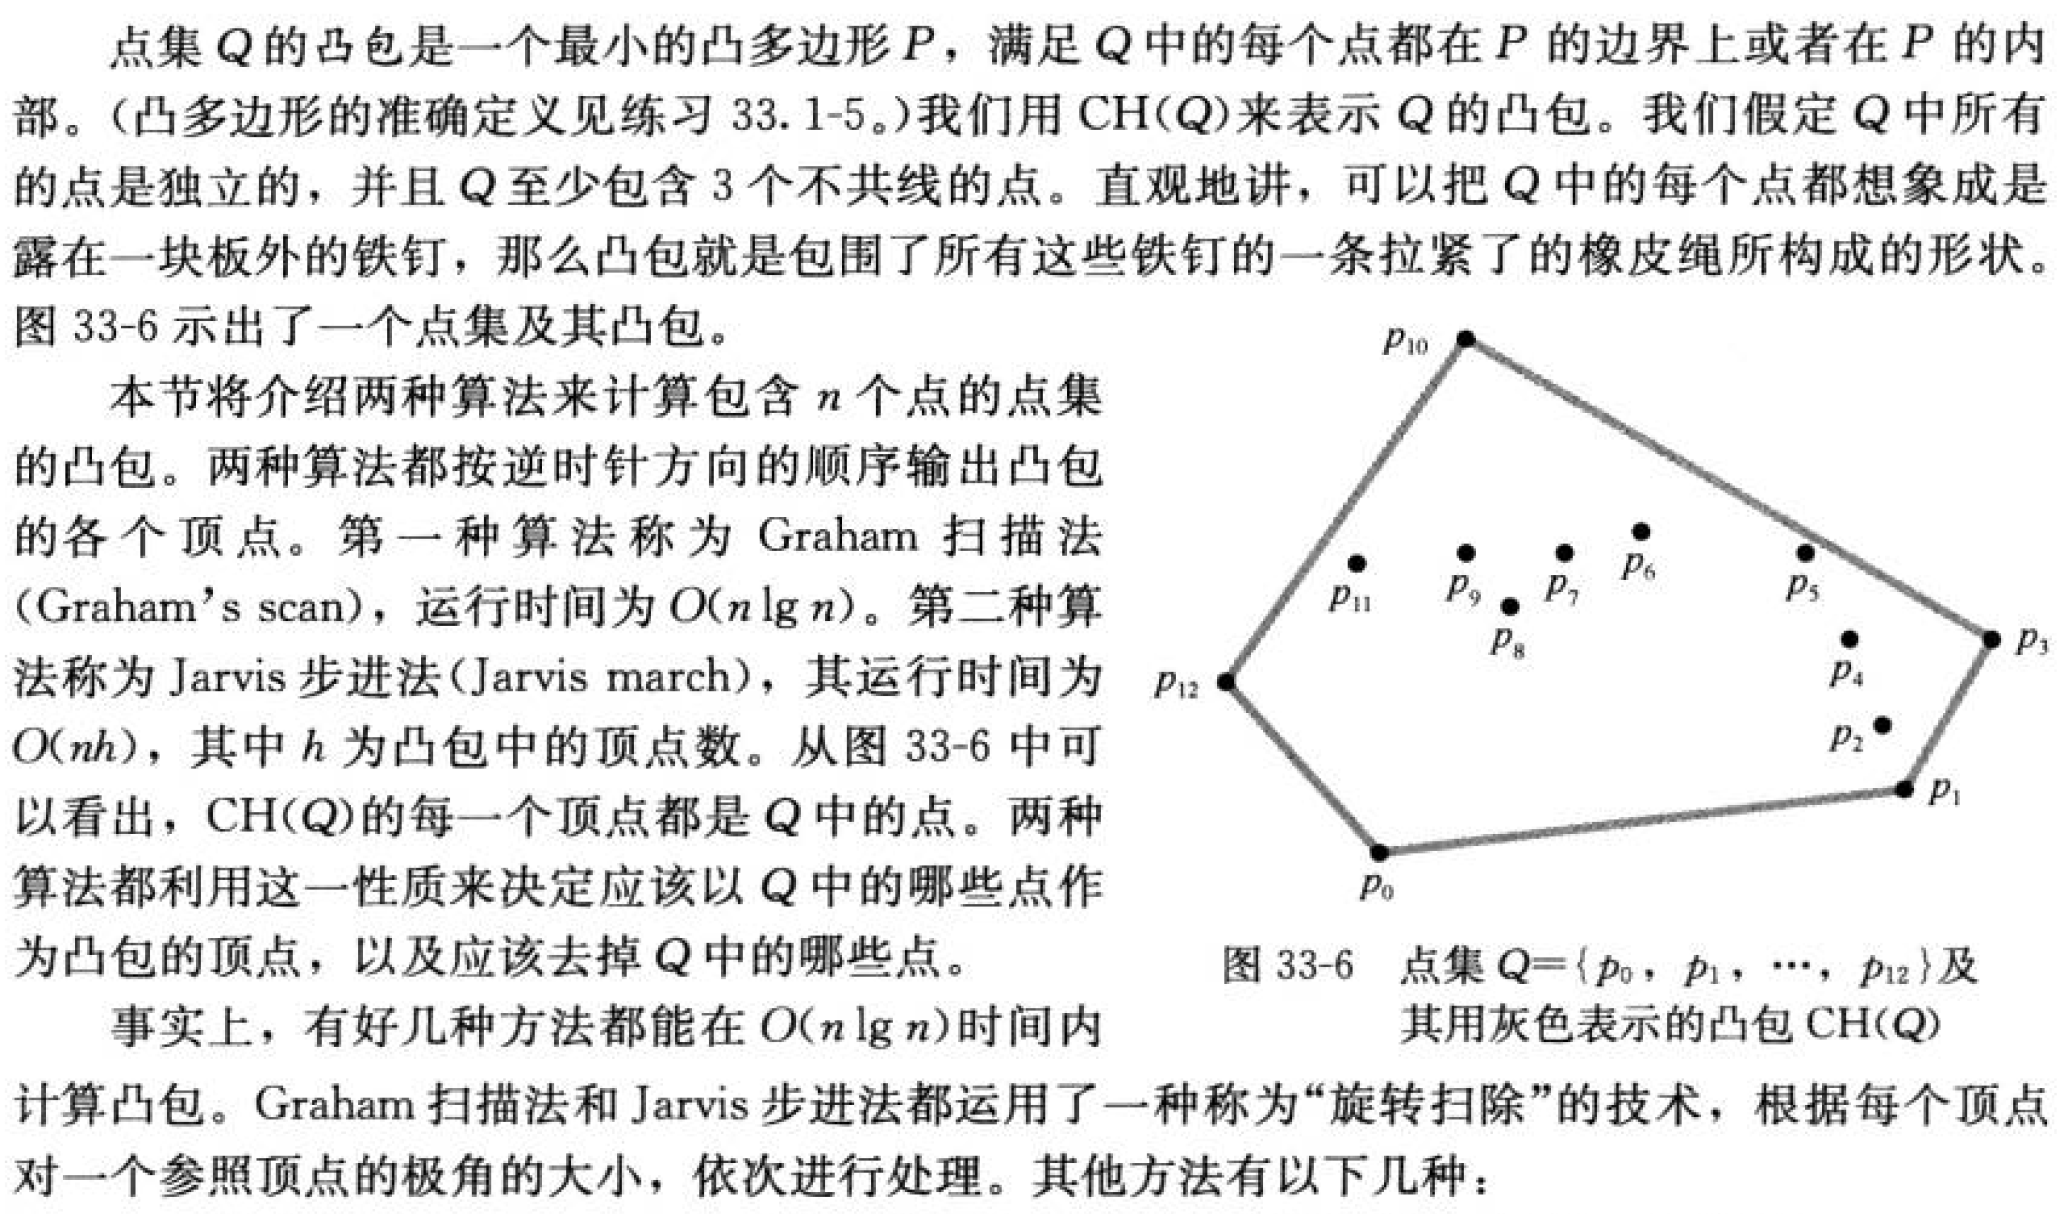 点集 Q 的凸包是一个最小的凸多边形 P，满足 Q 中的每个点都在 P 的边界上或者在 P 的内
部。（凸多边形的准确定义见练习 33.1-5。）我们用 CH(Q)来表示 Q 的凸包。我们假定 Q 中所有
的点是独立的，并且 Q 至少包含 3 个不共线的点。直观地讲，可以把 Q 中的每个点都想象成是
露在一块板外的铁钉，那么凸包就是包围了所有这些铁钉的一条拉紧了的橡皮绳所构成的形状。
图 33-6 示出了一个点集及其凸包。
本节将介绍两种算法来计算包含 n 个点的点集
的凸包。两种算法都按逆时针方向的顺序输出凸包
的各个顶点。第一种算法称为 Graham 扫描法
（Graham's scan），运行时间为 O(n lg n)。第二种算
法称为 Jarvis 步进法（Jarvis march），其运行时间为
O(nh)，其中 h 为凸包中的顶点数。从图 33-6 中可
以看出，CH(Q)的每一个顶点都是 Q 中的点。两种
算法都利用这一性质来决定应该以 Q 中的哪些点作
为凸包的顶点，以及应该去掉 Q 中的哪些点。
事实上，有好几种方法都能在 O(n lg n)时间内
计算凸包。Graham 扫描法和 Jarvis 步进法都运用了一种称为“旋转扫除”的技术，根据每个顶点
对一个参照顶点的极角的大小，依次进行处理。其他方法有以下几种：
p₁₀
p₆
p₁₁
p₉
p₇
p₅
p₈
p₃
p₁₂
p₄
p₂
p₁
p₀
图 33-6 点集 Q={p₀，p₁，…，p₁₂}及
其用灰色表示的凸包 CH(Q)